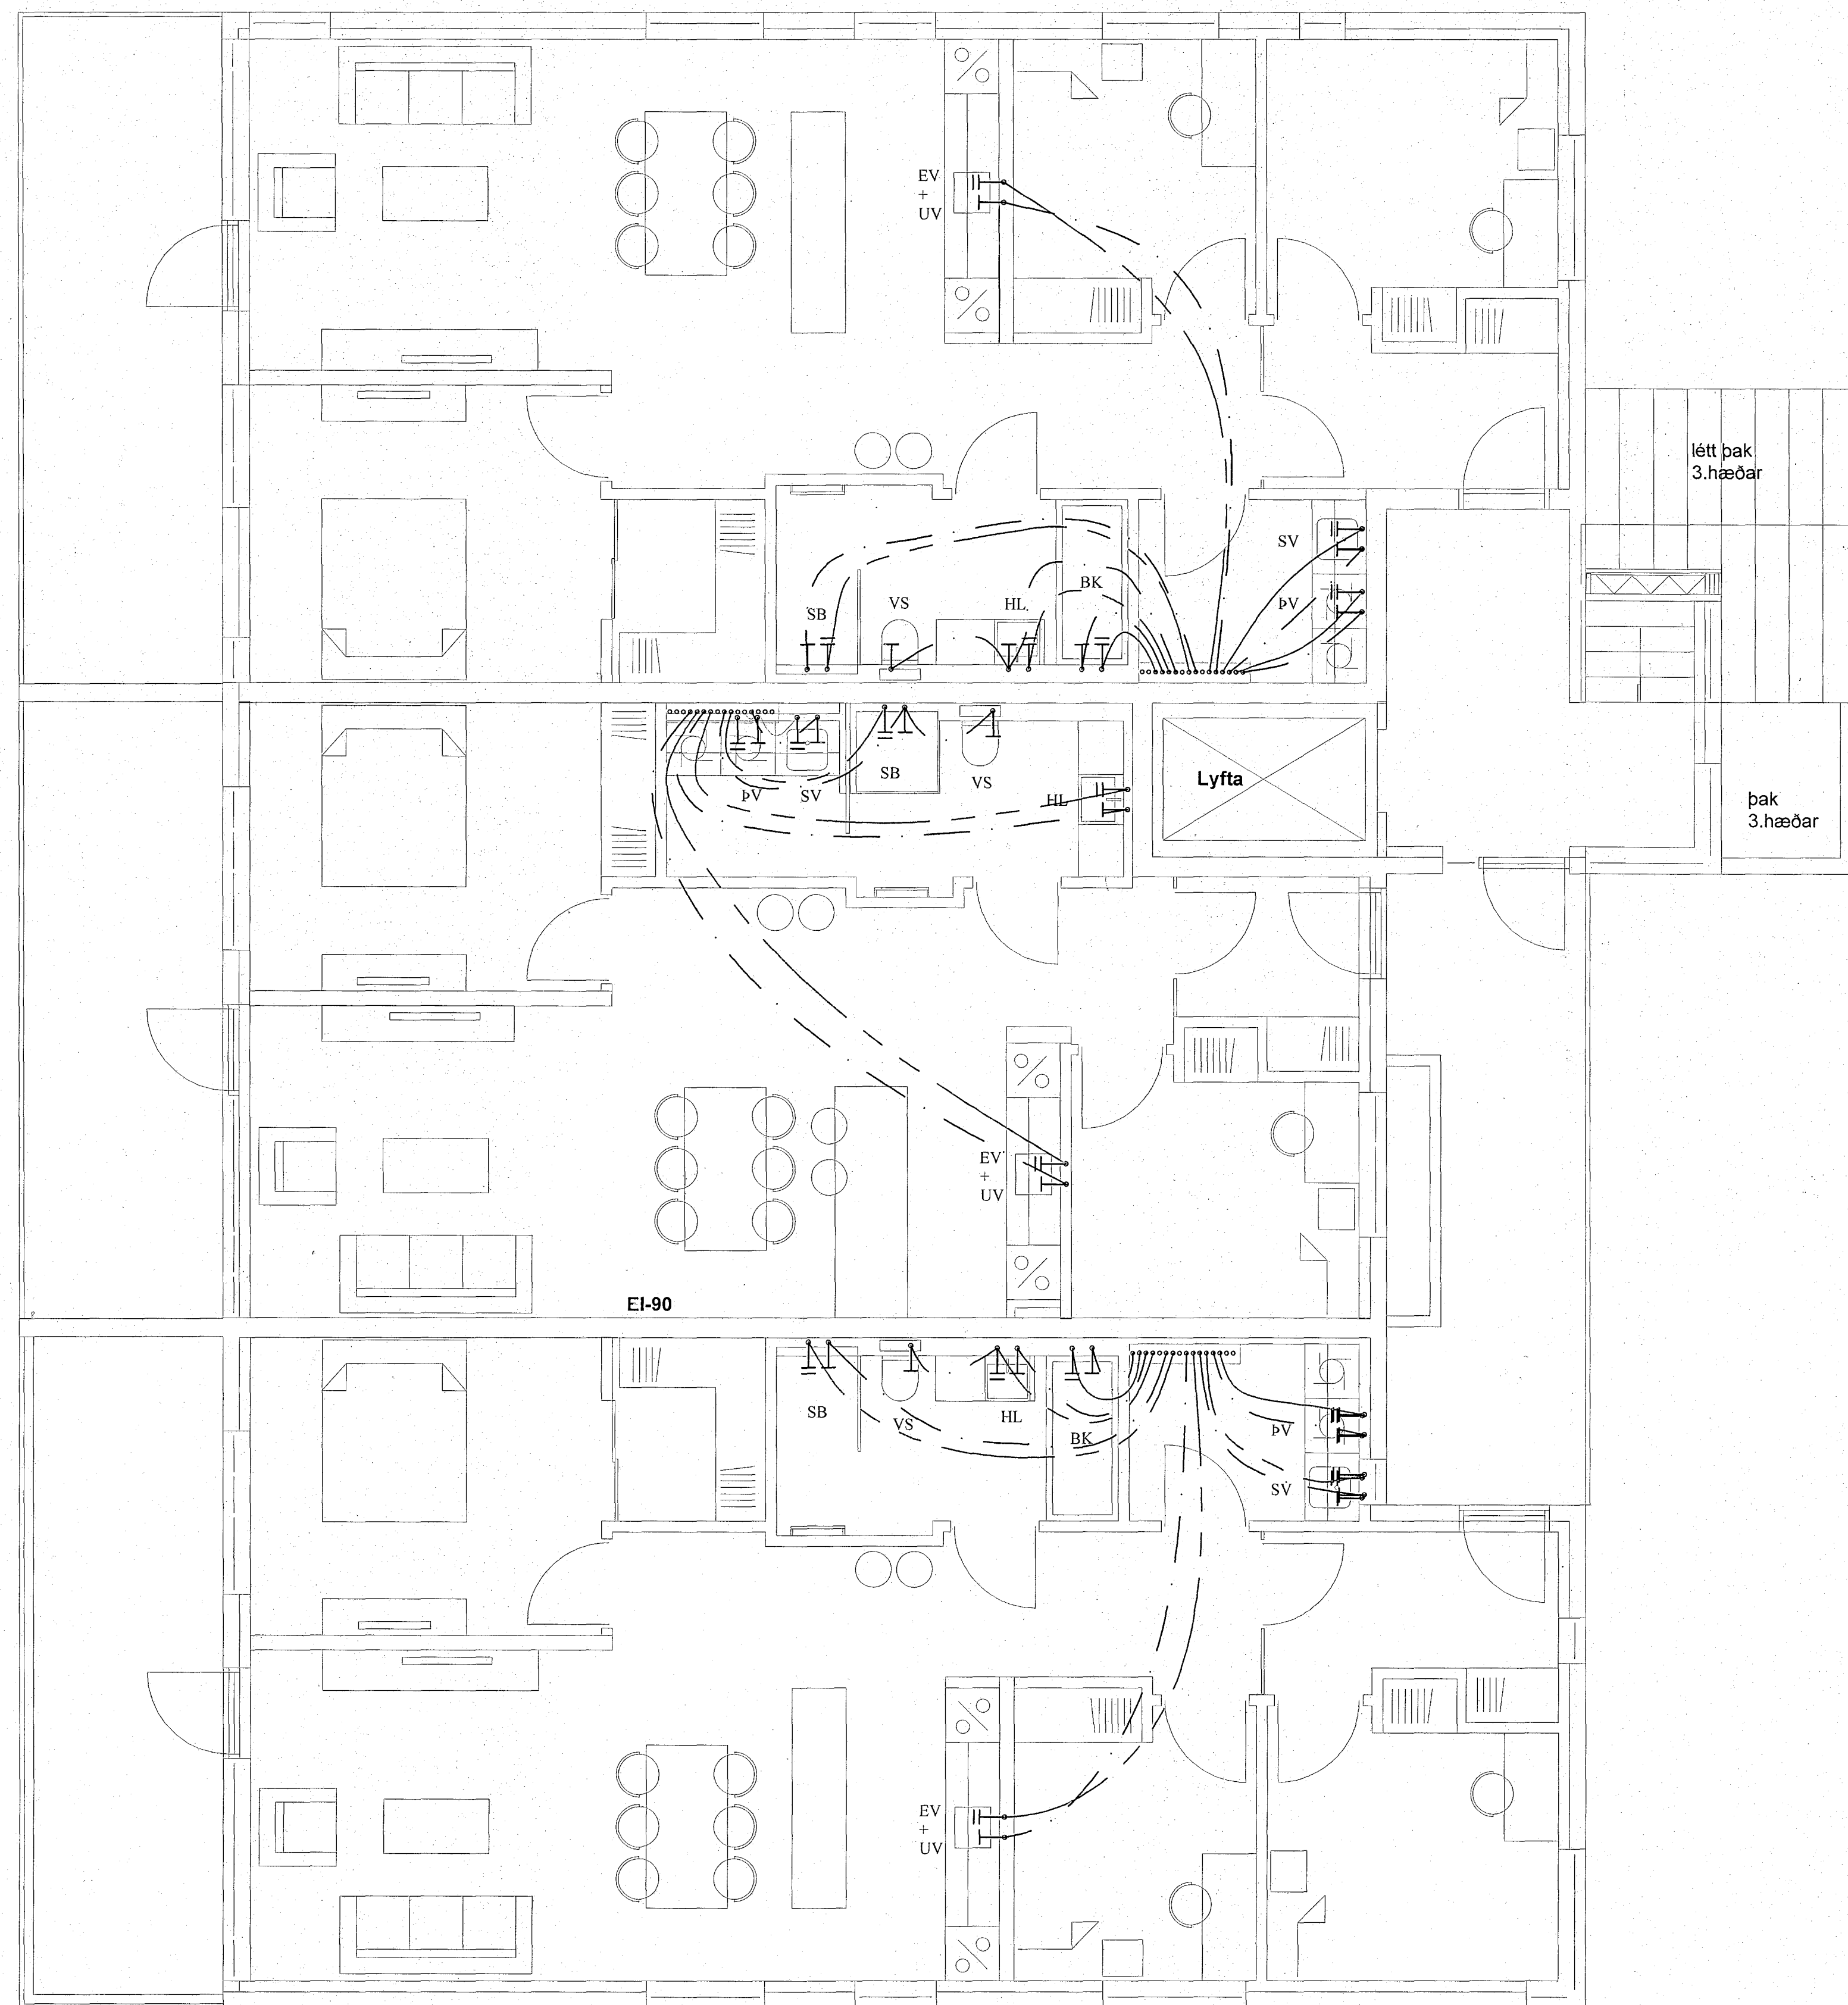 EV
+
UV
létt þak
3.hæðar
SV
BK
VS
HL
ÞV
SB
SB
VS
Lyfta
ÞV
SV
HL
þak
3.hæðar
EV
+
UV
EI-90
SB
VS
HL
BK
ÞV
SV
EV
+
UV